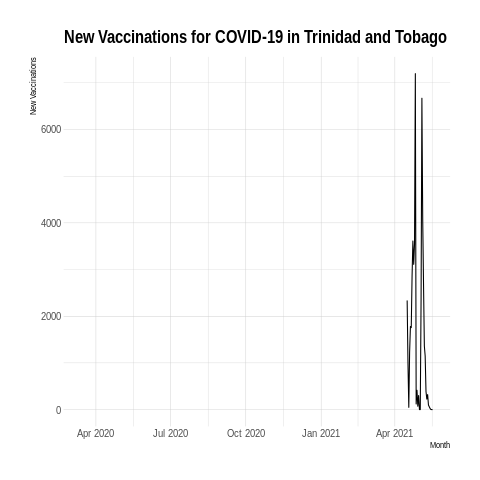 New Vaccinations for COVID-19 in Trinidad and Tobago
New Vaccinations
6000
4000
2000
0
Apr 2020 Jul 2020 Oct 2020 Jan 2021 Apr 2021
Month